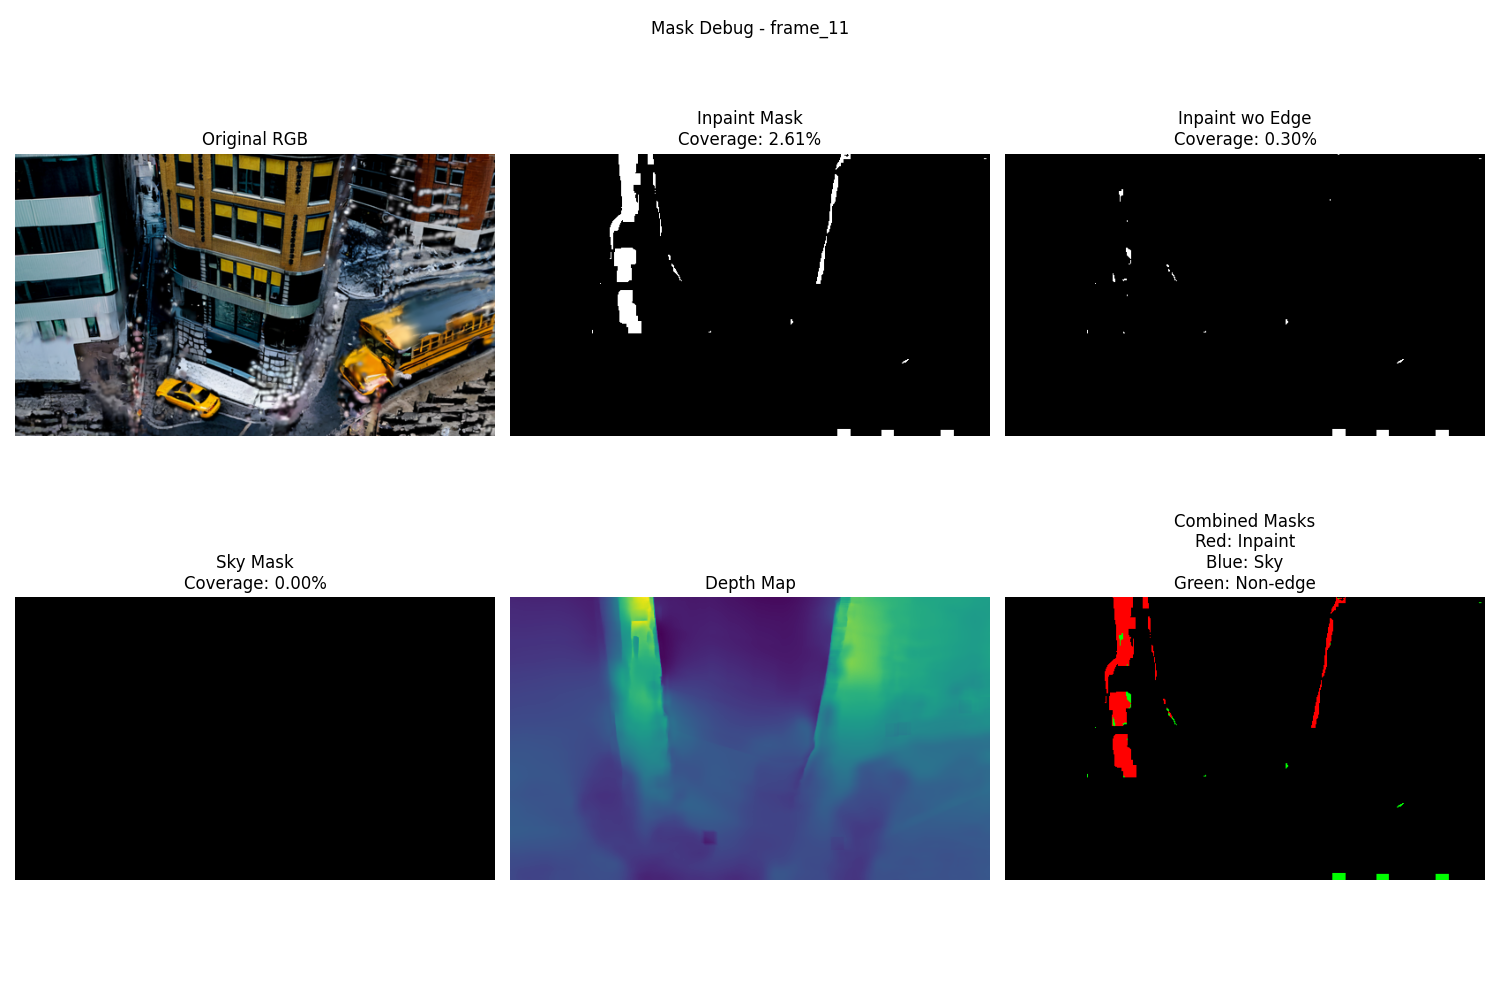 Mask Debug - frame_11
Original RGB
Inpaint Mask
Coverage: 2.61%
Inpaint wo Edge
Coverage: 0.30%
Sky Mask
Coverage: 0.00%
Depth Map
Combined Masks
Red: Inpaint
Blue: Sky
Green: Non-edge